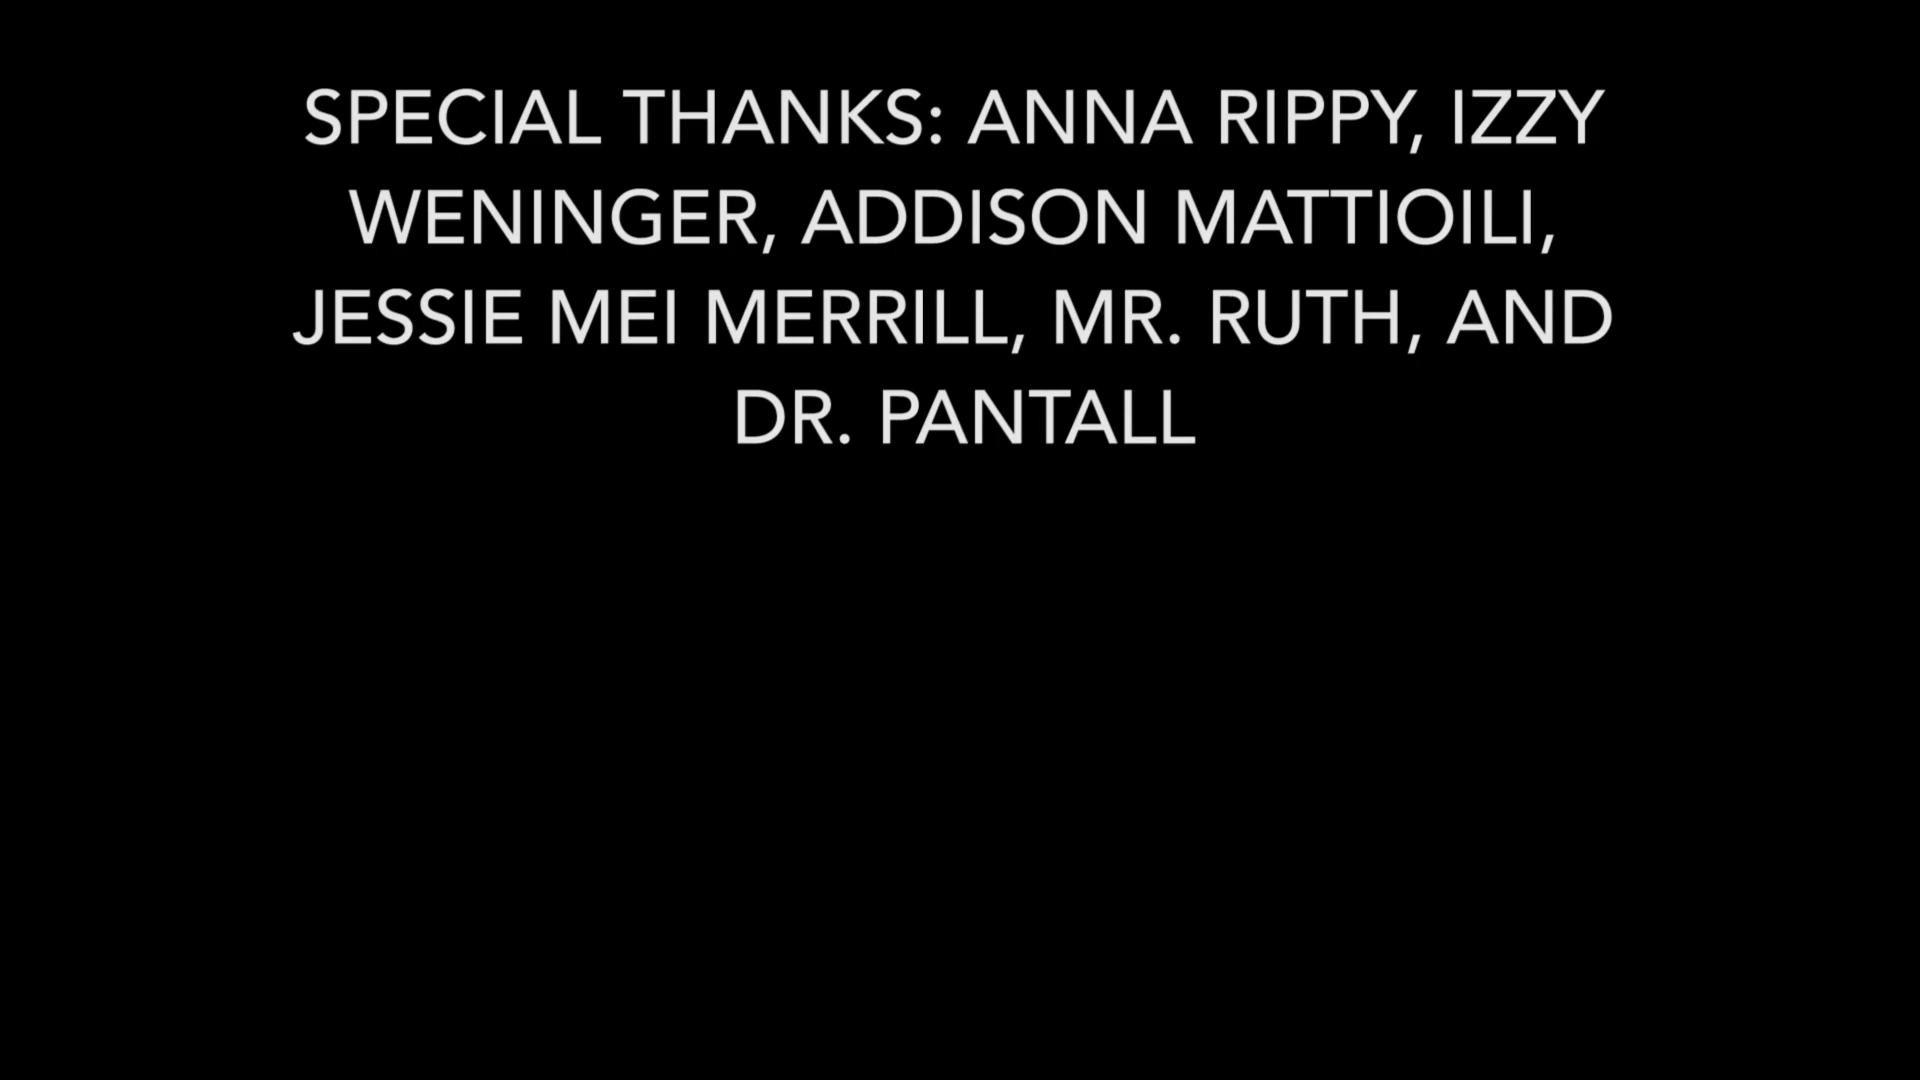 SPECIAL THANKS: ANNA RIPPY, IZZY
WENINGER, ADDISON MATTIOILI,
JESSIE MEI MERRILL, MR. RUTH, AND
DR. PANTALL